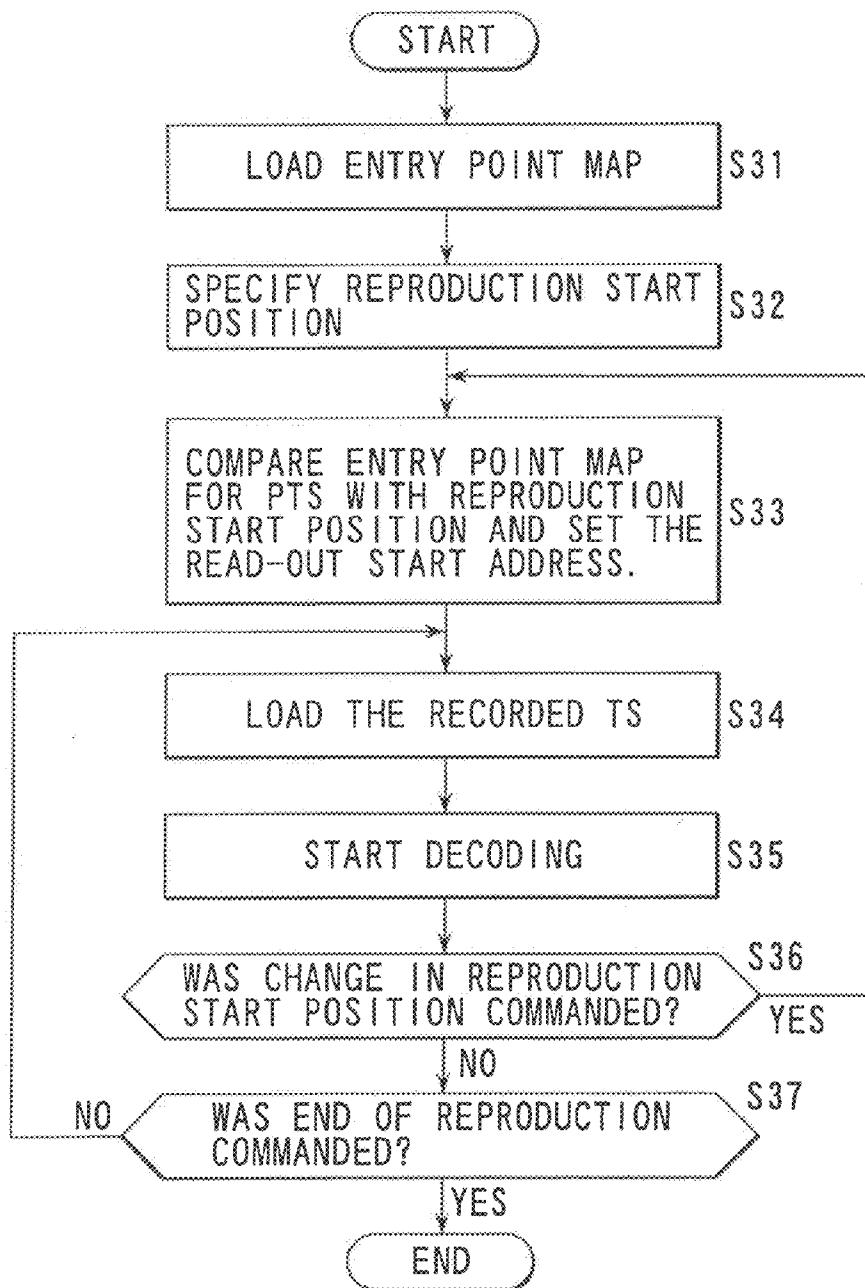 START
LOAD ENTRY POINT MAP
S31
SPECIFY REPRODUCTION START
POSITION
S32
COMPARE ENTRY POINT MAP
FOR PTS WITH REPRODUCTION
START POSITION AND SET THE
READ-OUT START ADDRESS.
S33
LOAD THE RECORDED TS
S34
START DECODING
S35
S36
WAS CHANGE IN REPRODUCTION
START POSITION COMMANDED?
YES
NO
S37
NO
WAS END OF REPRODUCTION
COMMANDED?
YES
END